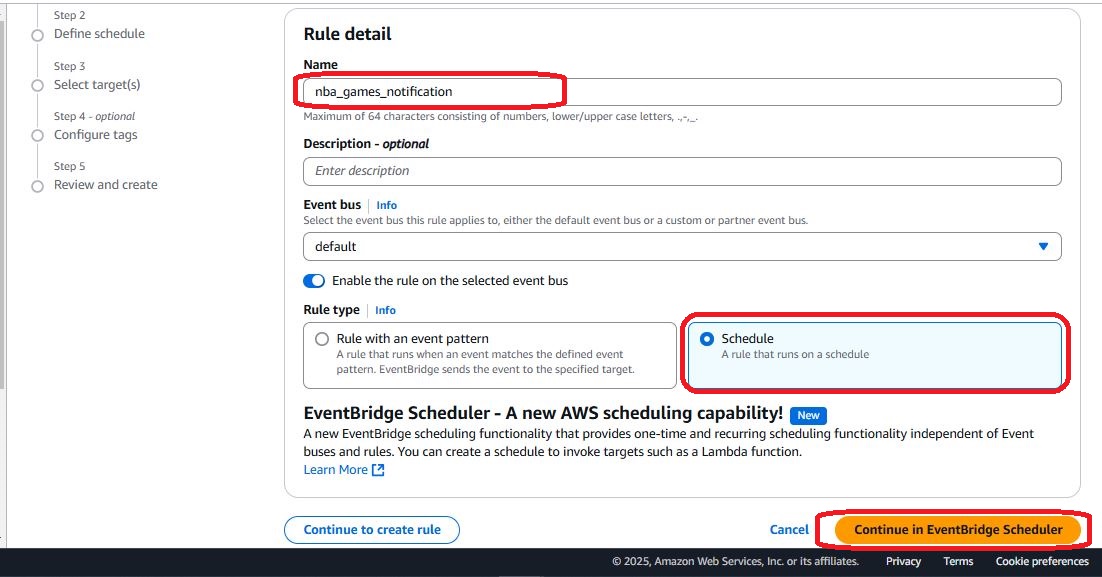 Step 2
Define schedule
Step 3
Select target(s)
Step 4 - optional
Configure tags
Step 5
Review and create
Rule detail
Name
nba_games_notification
Maximum of 64 characters consisting of numbers, lower/upper case letters, .,-,_.
Description - optional
Enter description
Event bus Info
Select the event bus this rule applies to, either the default event bus or a custom or partner event bus.
default
Enable the rule on the selected event bus
Rule type Info
Rule with an event pattern
A rule that runs when an event matches the defined event
pattern. EventBridge sends the event to the specified target.
Schedule
A rule that runs on a schedule
EventBridge Scheduler - A new AWS scheduling capability! New
A new EventBridge scheduling functionality that provides one-time and recurring scheduling functionality independent of Event
buses and rules. You can create a schedule to invoke targets such as a Lambda function.
Learn More
Continue to create rule
Cancel
Continue in EventBridge Scheduler
© 2025, Amazon Web Services, Inc. or its affiliates. Privacy Terms Cookie preferences